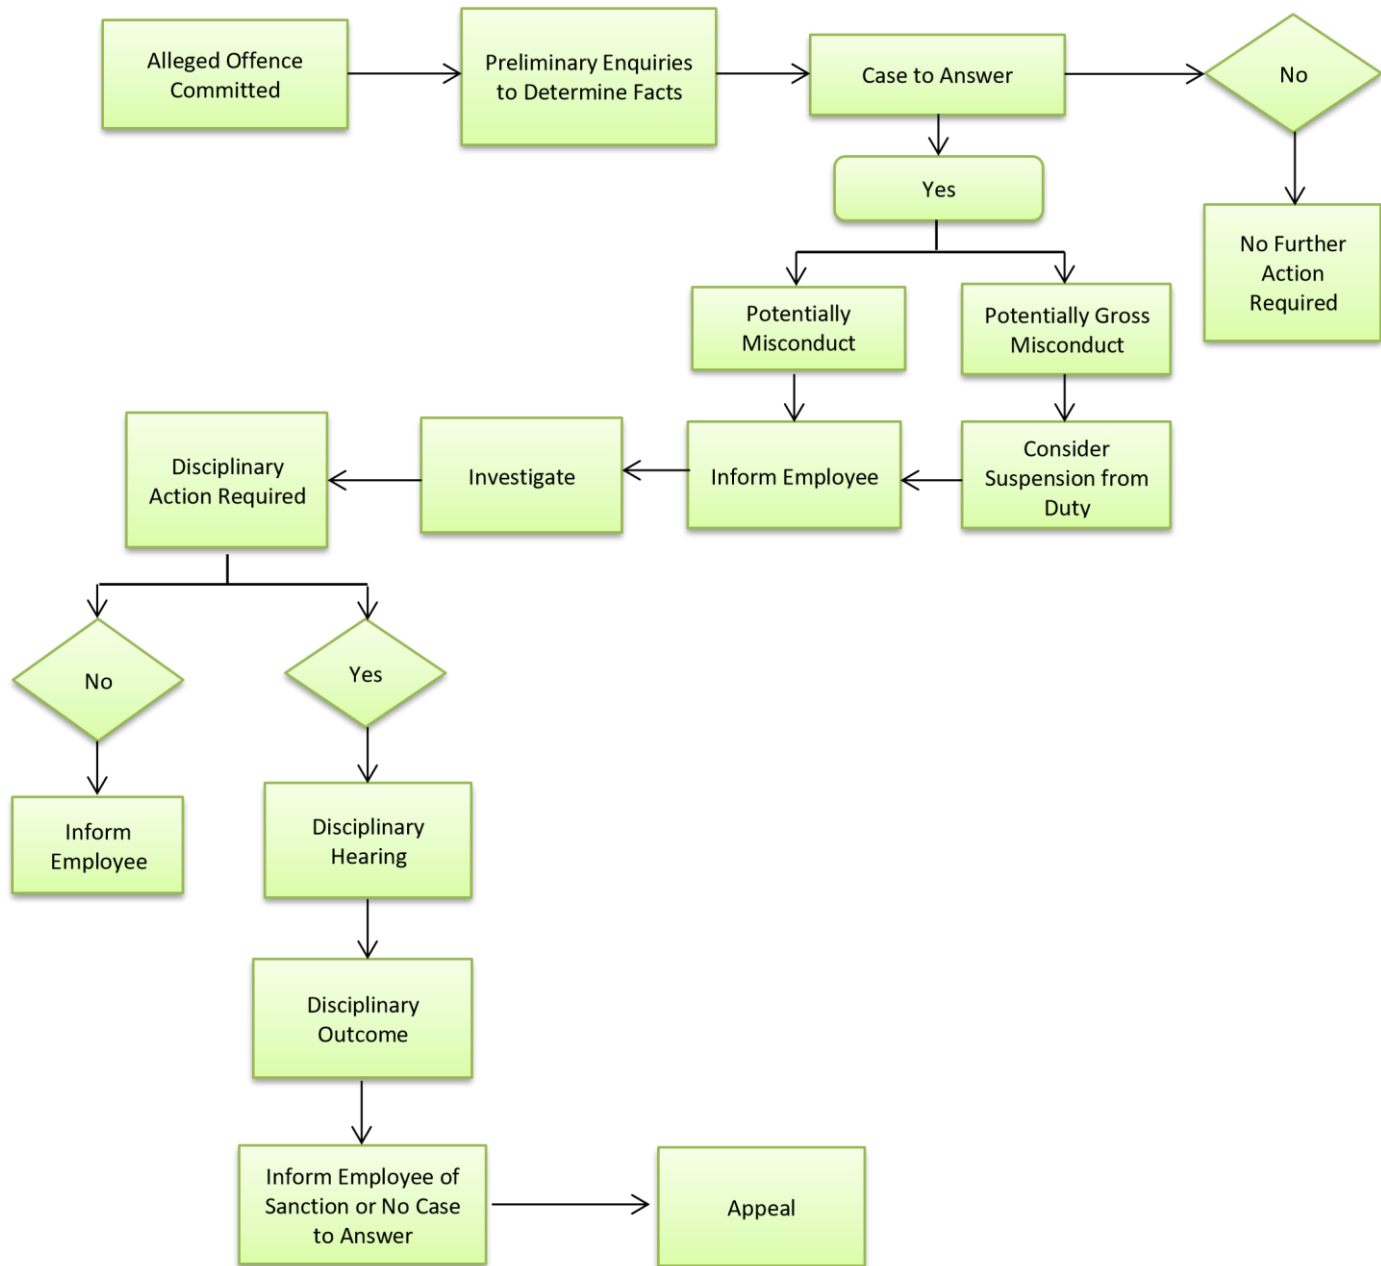 Alleged Offence
Committed
Preliminary Enquiries
to Determine Facts
Case to Answer
No
Yes
No Further
Action
Required
Potentially
Misconduct
Potentially Gross
Misconduct
Disciplinary
Action Required
Investigate
Inform Employee
Consider
Suspension from
Duty
No
Yes
Inform
Employee
Disciplinary
Hearing
Disciplinary
Outcome
Inform Employee of
Sanction or No Case
to Answer
Appeal